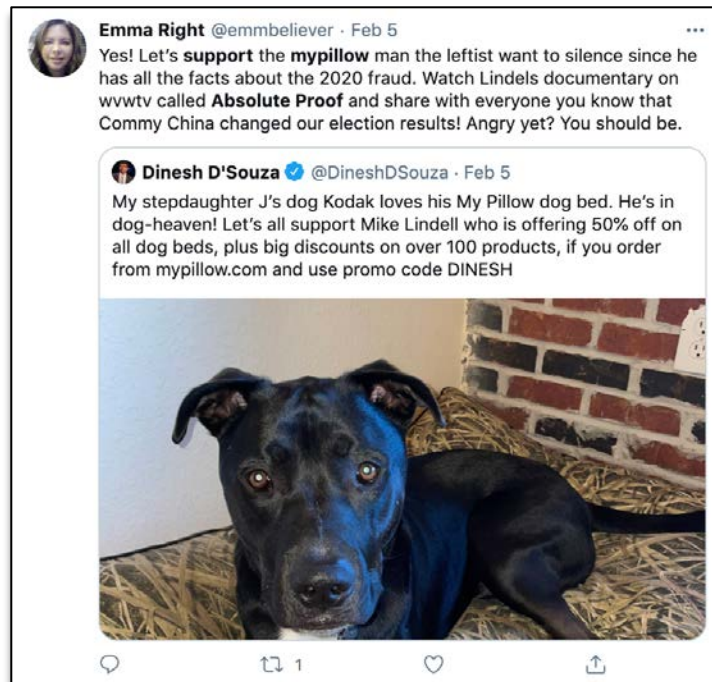 Emma Right @emmbeliever · Feb 5
Yes! Let's support the mypillow man the leftist want to silence since he
has all the facts about the 2020 fraud. Watch Lindels documentary on
wvwtv called Absolute Proof and share with everyone you know that
Commy China changed our election results! Angry yet? You should be.
Dinesh D'Souza @DineshDSouza · Feb 5
My stepdaughter J's dog Kodak loves his My Pillow dog bed. He's in
dog-heaven! Let's all support Mike Lindell who is offering 50% off on
all dog beds, plus big discounts on over 100 products, if you order
from mypillow.com and use promo code DINESH
1